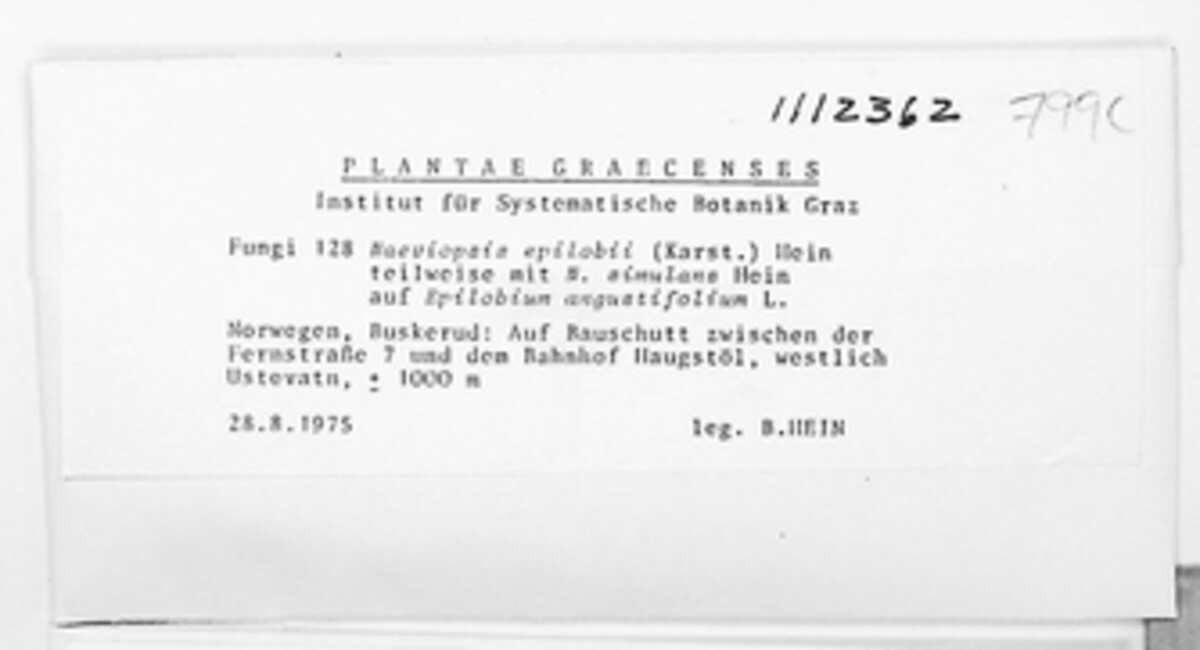 1112362 799C
PLANTAE GRAECENSES
Institut für Systematische Botanik Graz
Fungi 128 Naeviopsis epilobii (Karst.) Hein
teilweise mit N. simulans Hein
auf Epilobium angustifolium L.
Norwegen, Buskerud: Auf Bauschutt zwischen der
Fernstraße 7 und dem Bahnhof Haugstöl, westlich
Ustevatn, ± 1000 m
28.8.1975 leg. B.HEIN